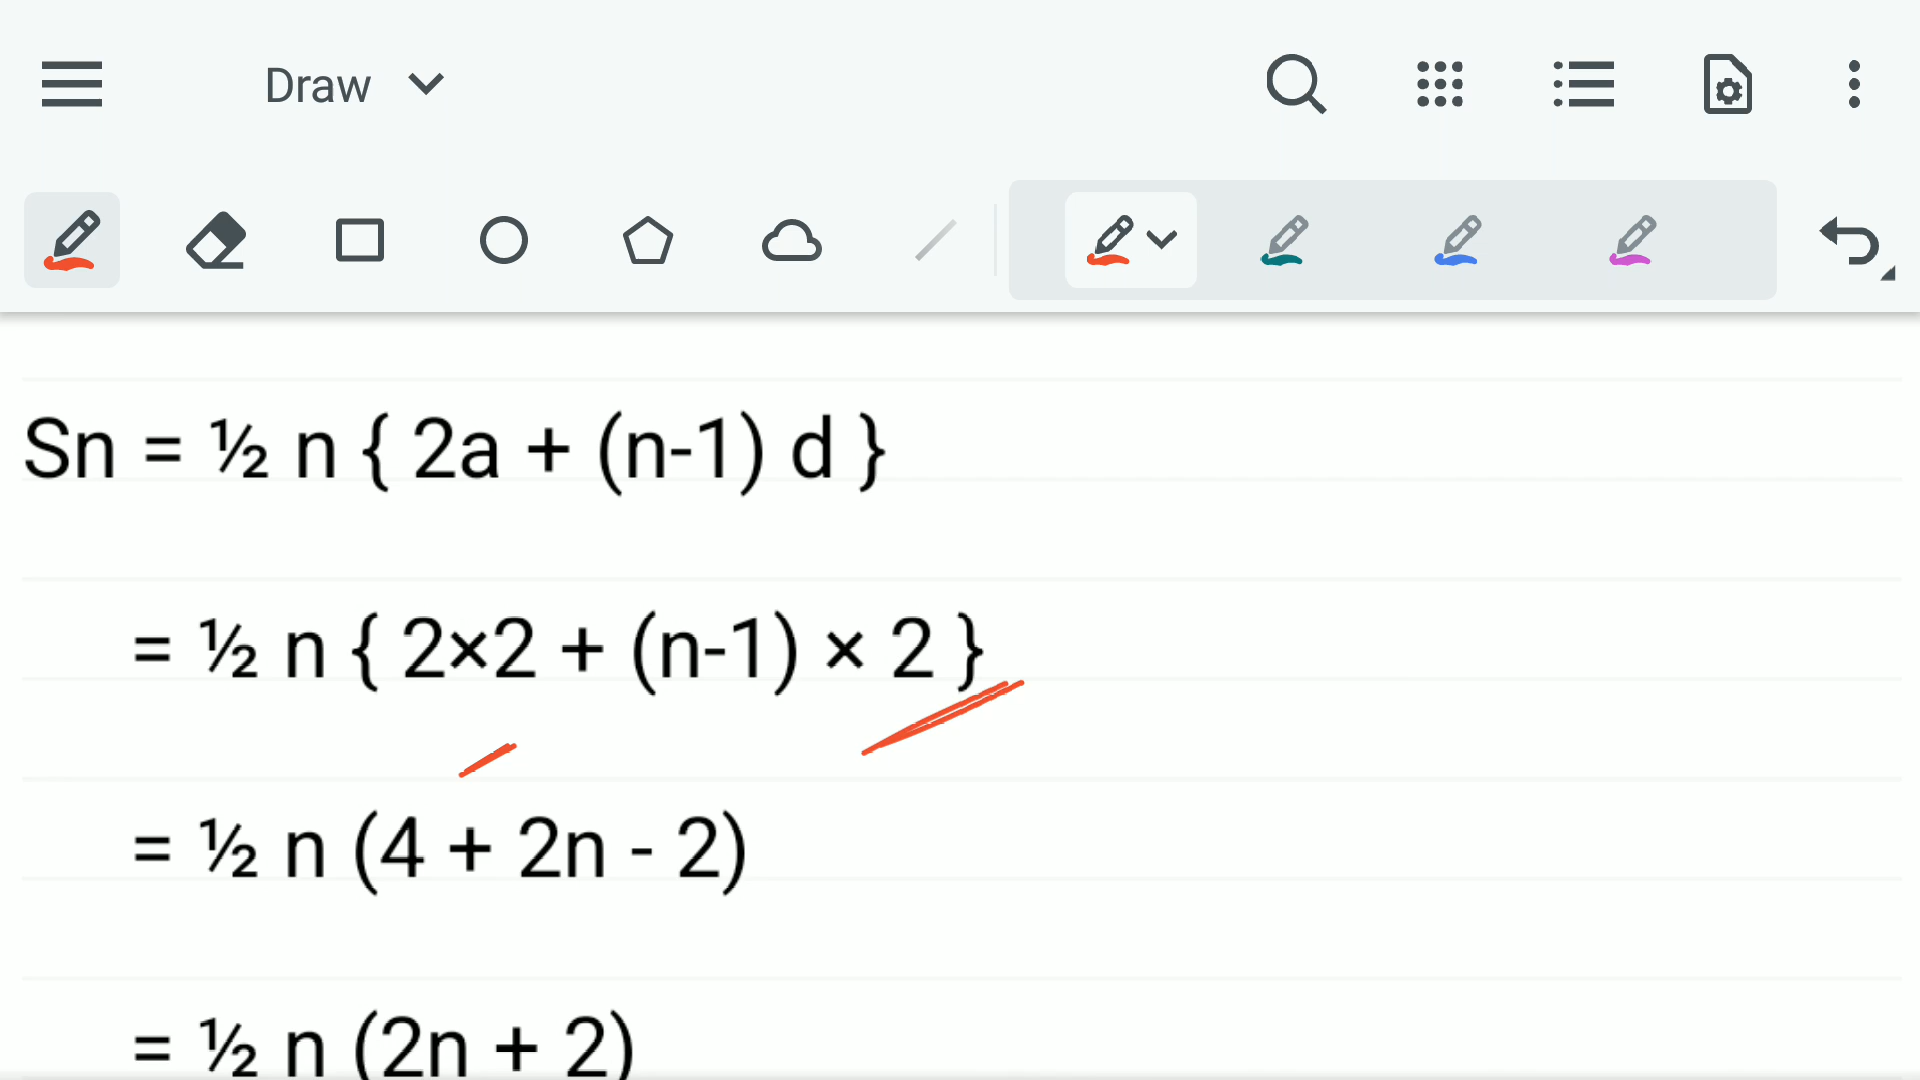 Draw
Sn = ½ n { 2a + (n-1) d }
= ½ n { 2×2 + (n-1) × 2 }
= ½ n (4 + 2n - 2)
= ½ n (2n + 2)